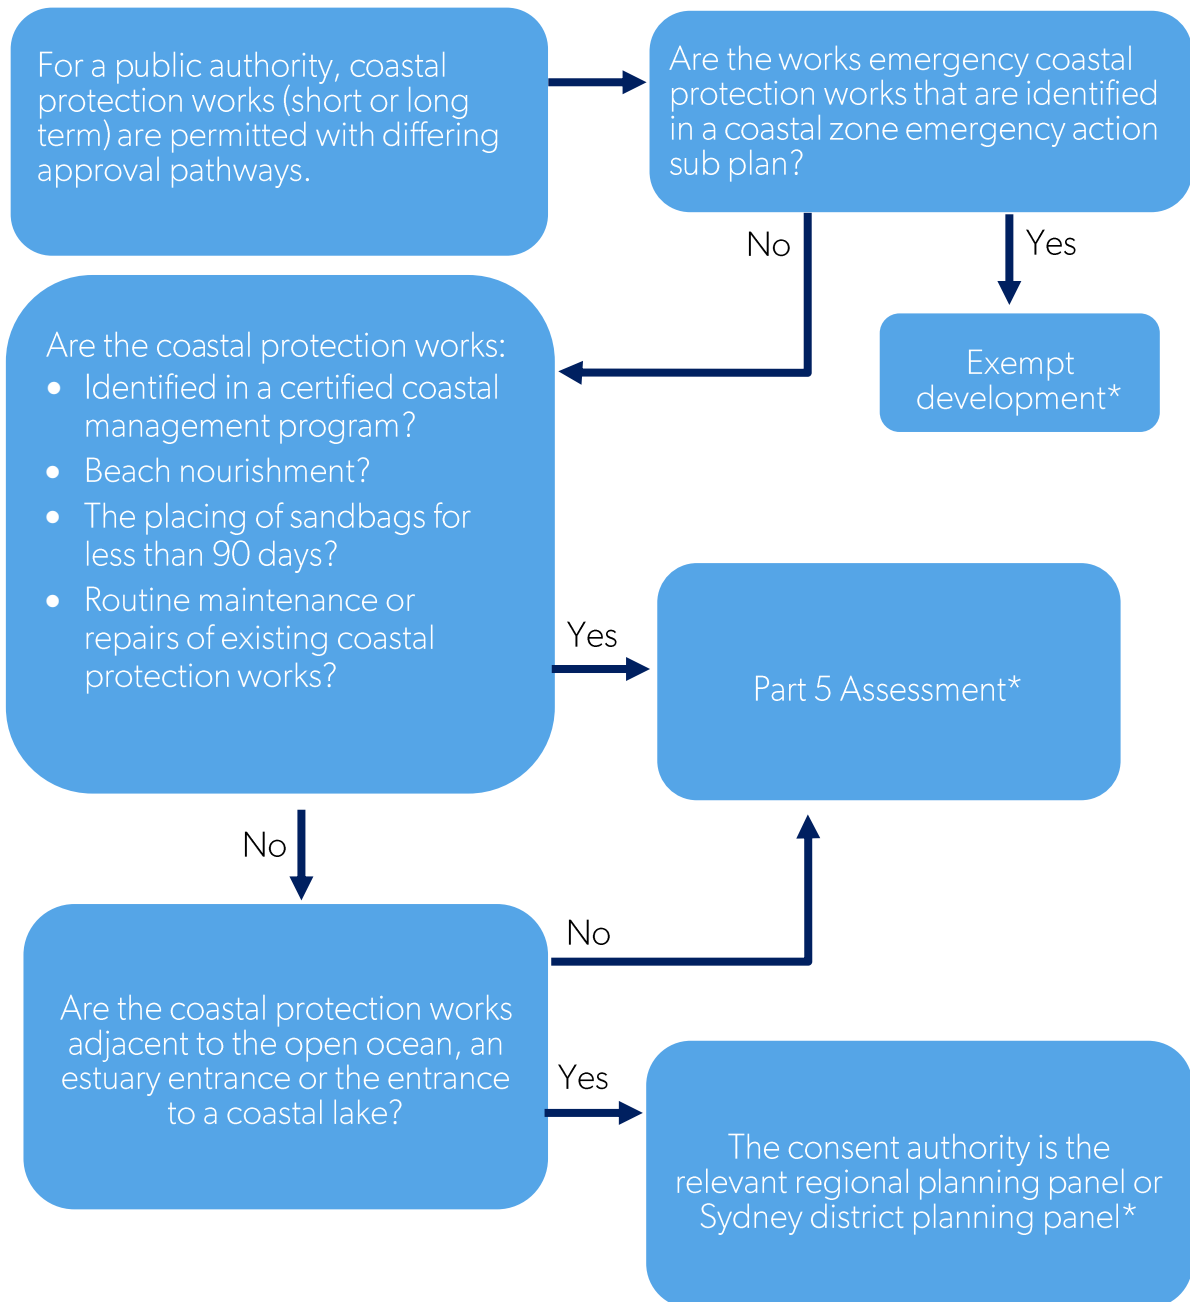 For a public authority, coastal
protection works (short or long
term) are permitted with differing
approval pathways.
Are the works emergency coastal
protection works that are identified
in a coastal zone emergency action
sub plan?
No
Yes
Exempt
development*
Are the coastal protection works:
• Identified in a certified coastal
management program?
• Beach nourishment?
• The placing of sandbags for
less than 90 days?
• Routine maintenance or
repairs of existing coastal
protection works?
Yes
Part 5 Assessment*
No
No
Are the coastal protection works
adjacent to the open ocean, an
estuary entrance or the entrance
to a coastal lake?
Yes
The consent authority is the
relevant regional planning panel or
Sydney district planning panel*